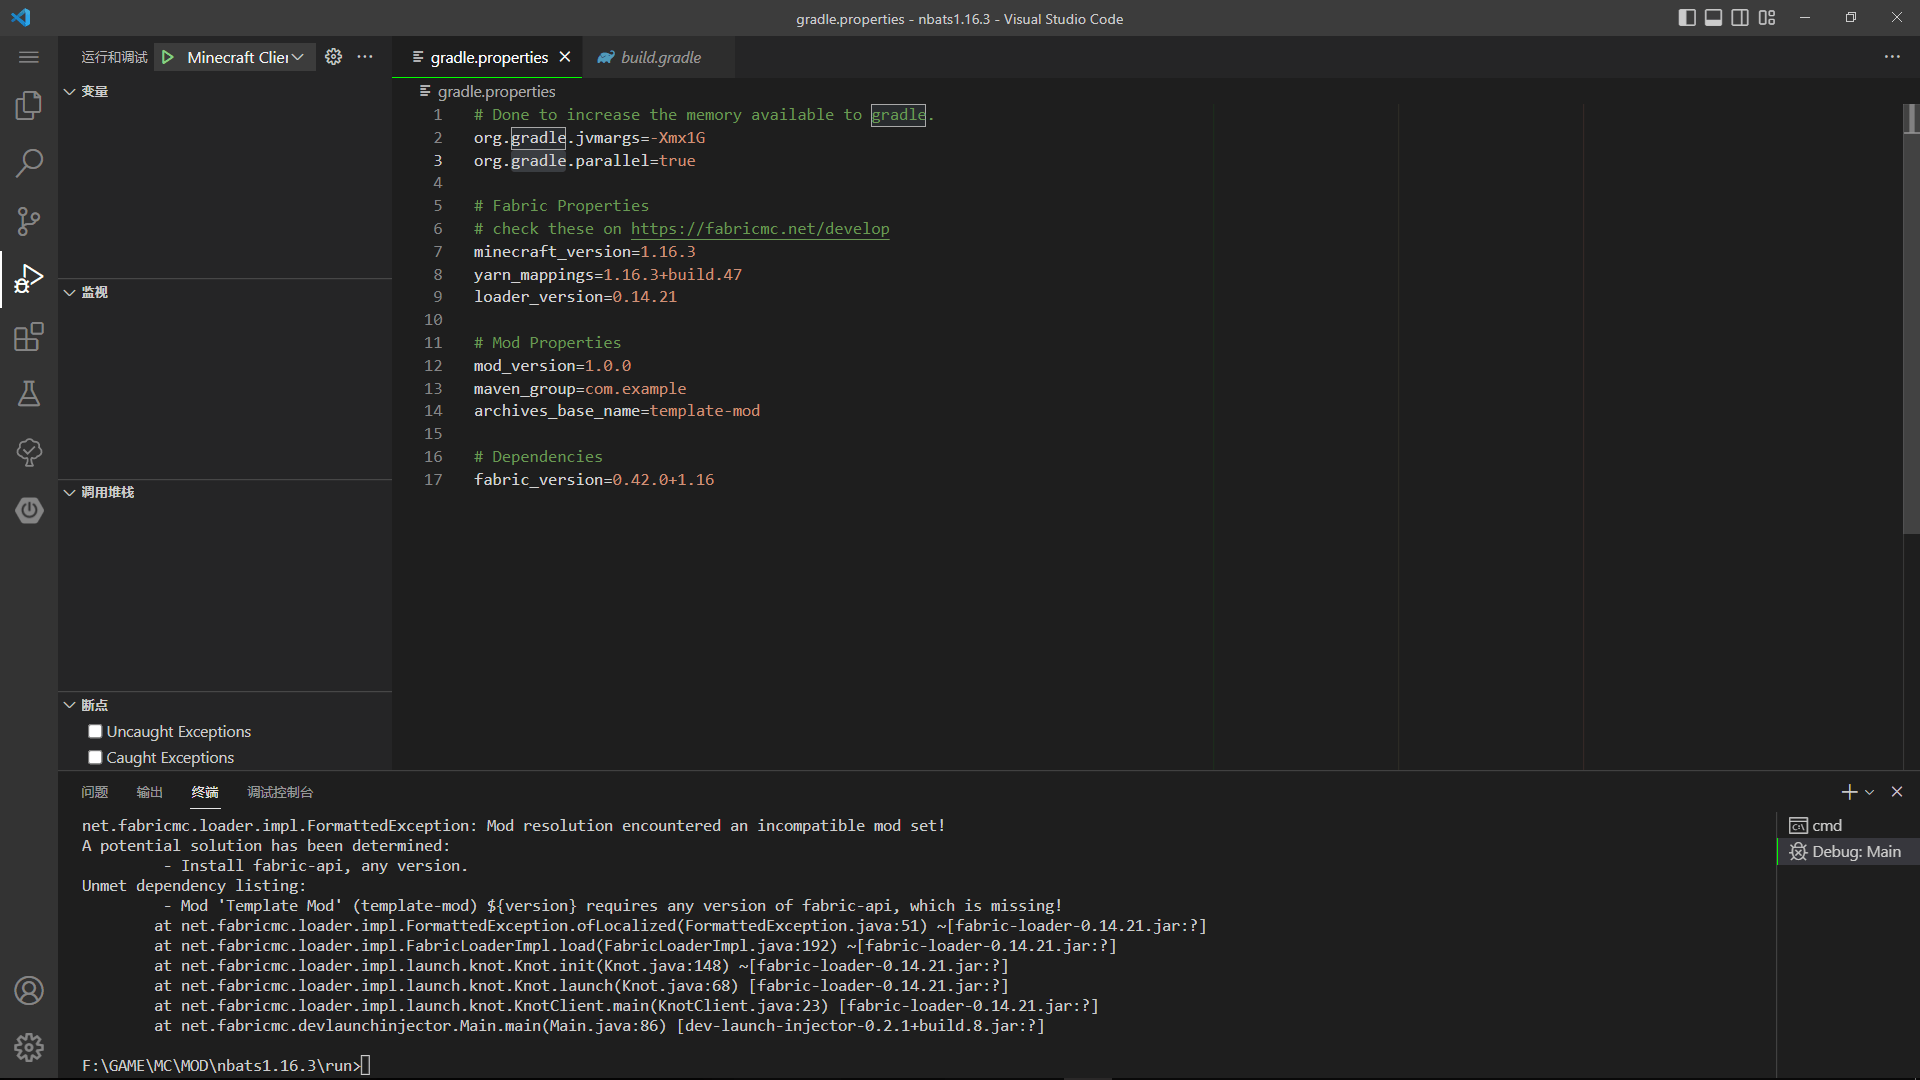 gradle.properties - nbats1.16.3 - Visual Studio Code
运行和调试
Minecraft Clier
gradle.properties
build.gradle
变量
监视
调用堆栈
断点
Uncaught Exceptions
Caught Exceptions
gradle.properties
1 # Done to increase the memory available to gradle.
2 org.gradle.jvmargs=-Xmx1G
3 org.gradle.parallel=true
4
5 # Fabric Properties
6 # check these on https://fabricmc.net/develop
7 minecraft_version=1.16.3
8 yarn_mappings=1.16.3+build.47
9 loader_version=0.14.21
10
11 # Mod Properties
12 mod_version=1.0.0
13 maven_group=com.example
14 archives_base_name=template-mod
15
16 # Dependencies
17 fabric_version=0.42.0+1.16
问题 输出 终端 调试控制台
net.fabricmc.loader.impl.FormattedException: Mod resolution encountered an incompatible mod set!
A potential solution has been determined:
- Install fabric-api, any version.
Unmet dependency listing:
- Mod 'Template Mod' (template-mod) ${version} requires any version of fabric-api, which is missing!
at net.fabricmc.loader.impl.FormattedException.ofLocalized(FormattedException.java:51) ~[fabric-loader-0.14.21.jar:?]
at net.fabricmc.loader.impl.FabricLoaderImpl.load(FabricLoaderImpl.java:192) ~[fabric-loader-0.14.21.jar:?]
at net.fabricmc.loader.impl.launch.knot.Knot.init(Knot.java:148) ~[fabric-loader-0.14.21.jar:?]
at net.fabricmc.loader.impl.launch.knot.Knot.launch(Knot.java:68) [fabric-loader-0.14.21.jar:?]
at net.fabricmc.loader.impl.launch.knot.KnotClient.main(KnotClient.java:23) [fabric-loader-0.14.21.jar:?]
at net.fabricmc.devlaunchinjector.Main.main(Main.java:86) [dev-launch-injector-0.2.1+build.8.jar:?]
F:\GAME\MC\MOD\nbats1.16.3\run>
cmd
Debug: Main